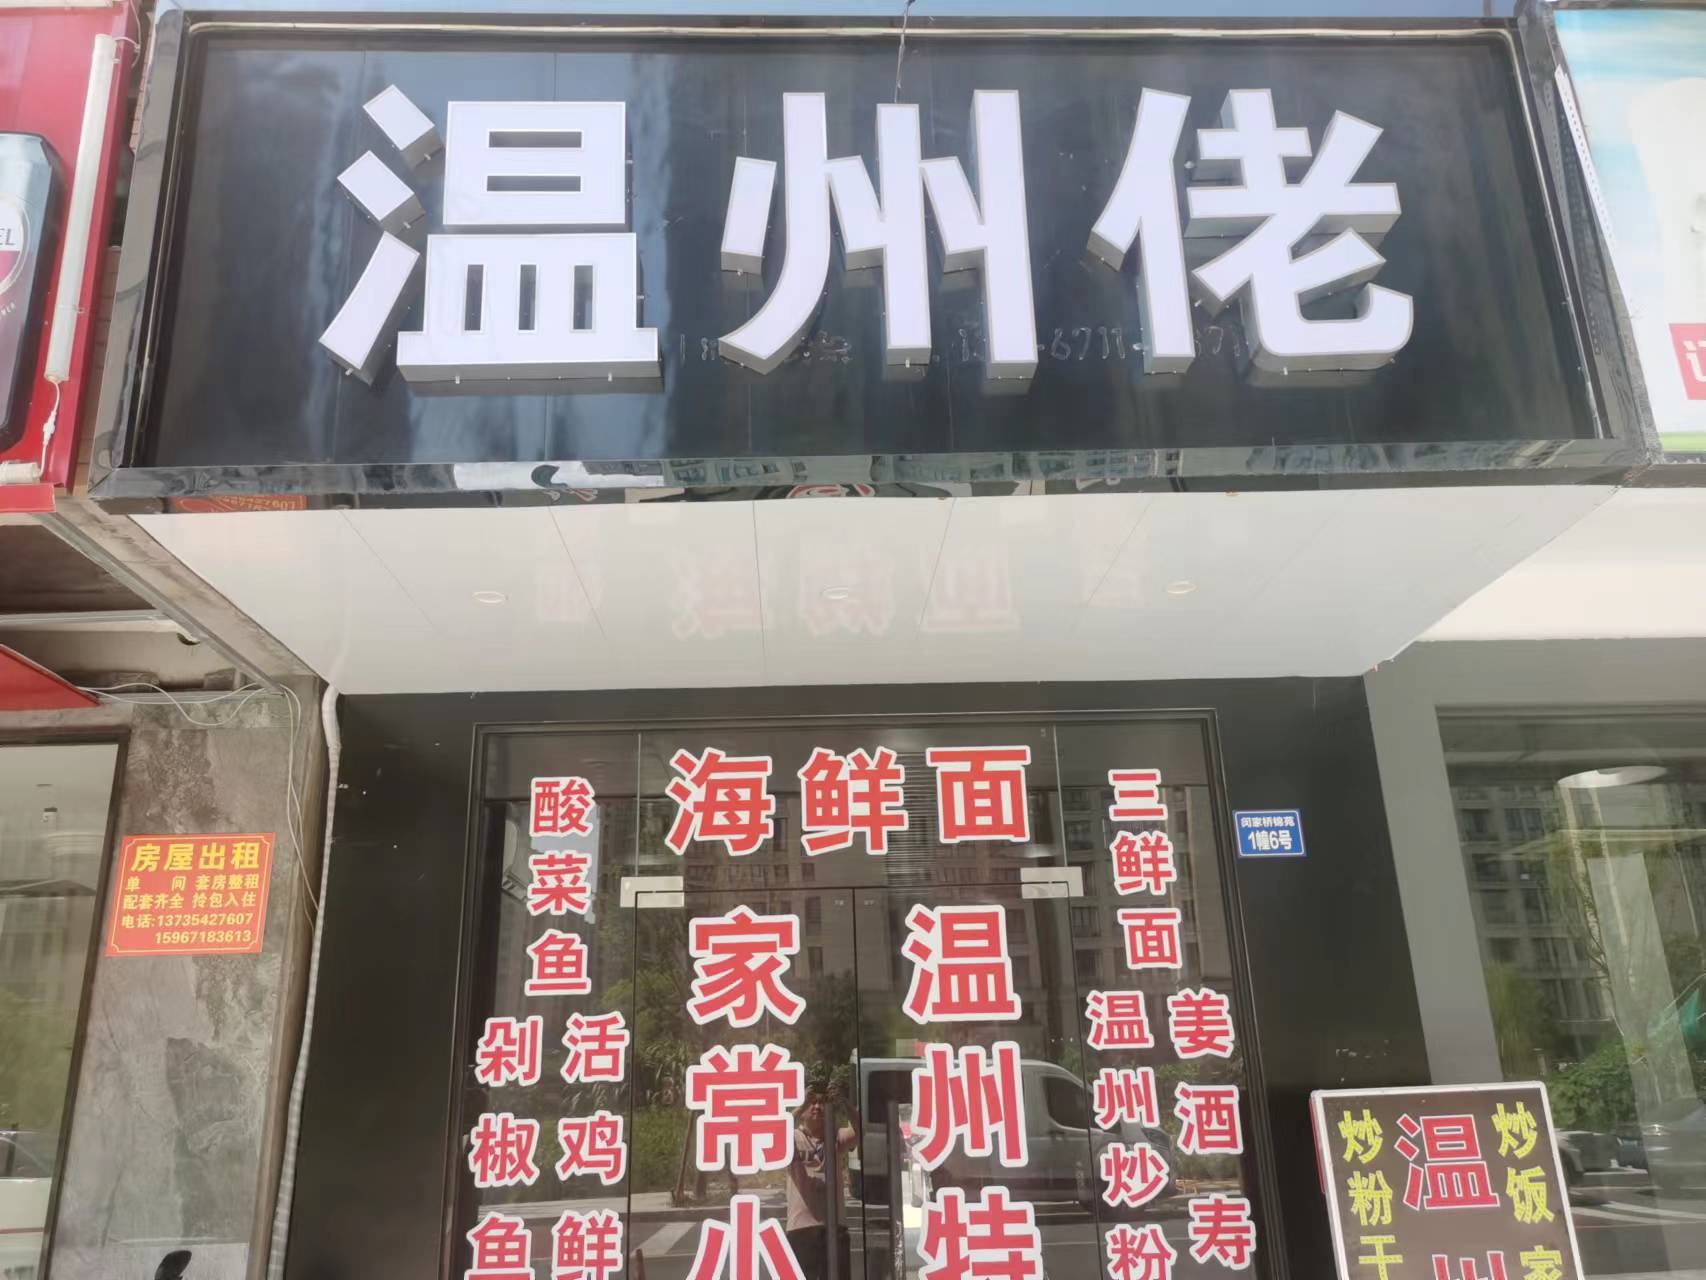 温州佬
海鲜面
酸菜鱼
剁椒鱼
活鸡鲜
家常小
温州特
三鲜面
温州炒粉
姜酒寿
闵家桥锦苑
1幢6号
房屋出租
单 间 套房整租
配套齐全 拎包入住
电话:13735427607
15967183613
炒粉干
温州
炒饭家